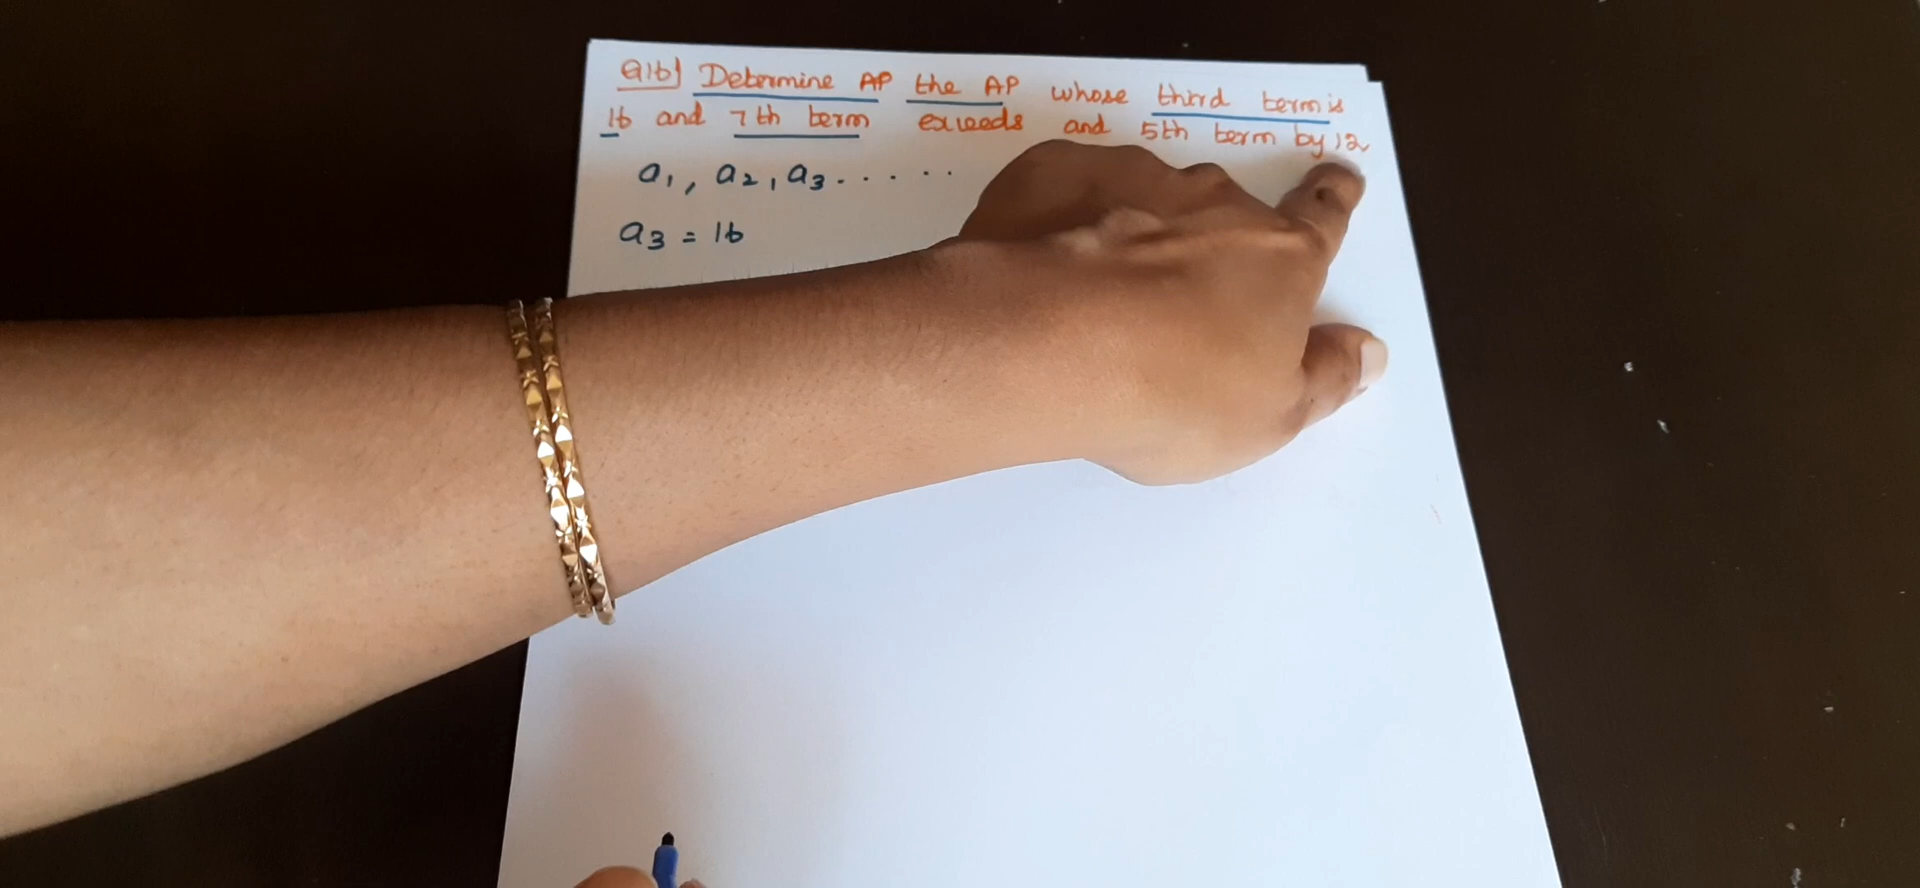 Q16) Determine AP the AP whose third term is
16 and 7th term exceeds and 5th term by 12
a₁, a₂, a₃ . . . . .
a₃ = 16